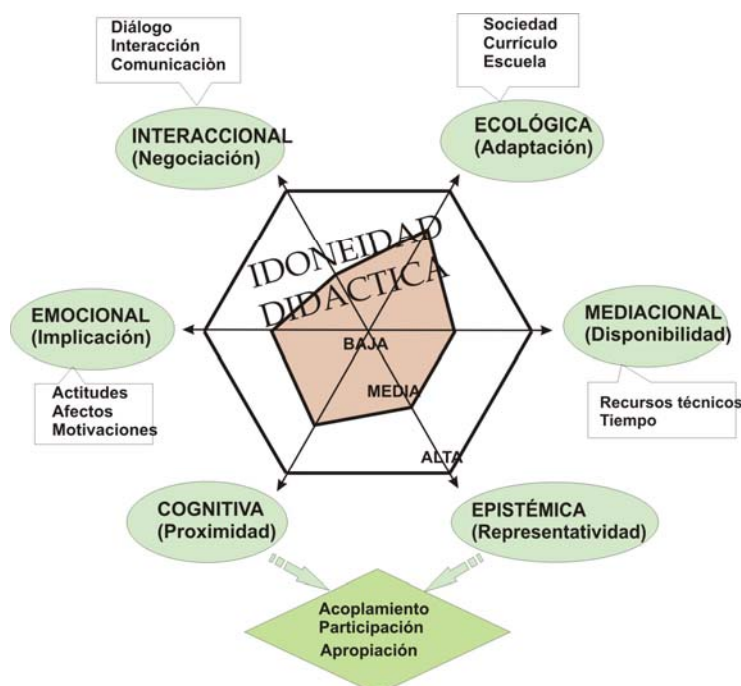 Diálogo
Interacción
Comunicaciòn
Sociedad
Currículo
Escuela
INTERACCIONAL
(Negociación)
ECOLÓGICA
(Adaptación)
IDONEIDAD
DIDACTICA
EMOCIONAL
(Implicación)
MEDIACIONAL
(Disponibilidad)
BAJA
MEDIA
ALTA
Actitudes
Afectos
Motivaciones
Recursos técnicos
Tiempo
COGNITIVA
(Proximidad)
EPISTÉMICA
(Representatividad)
Acoplamiento
Participación
Apropiación